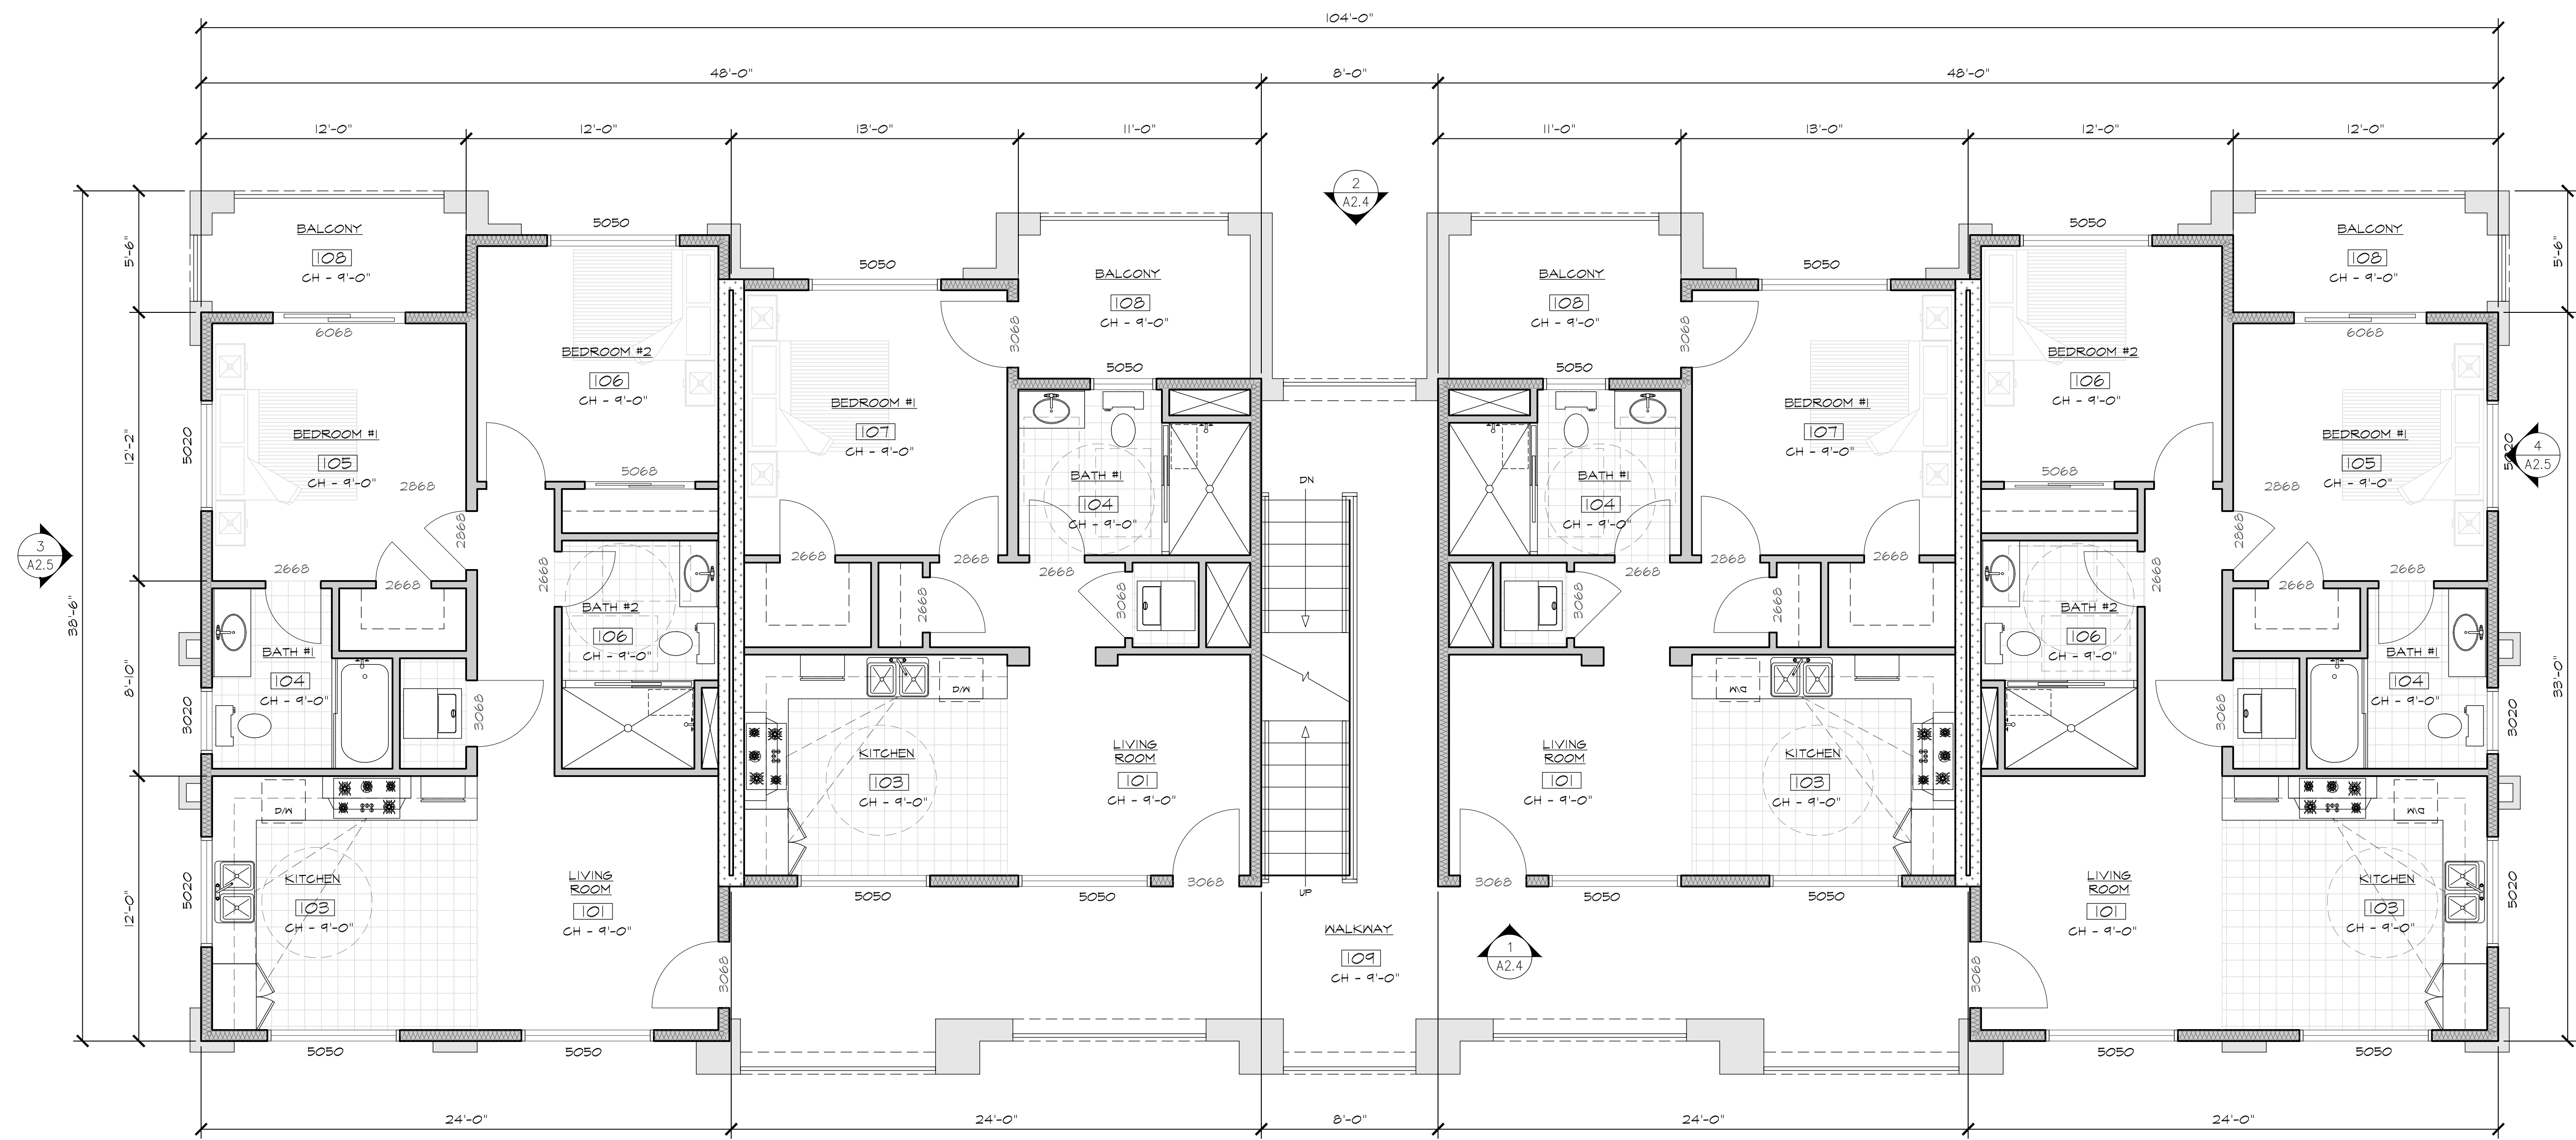 104'-0"
48'-0" 8'-0" 48'-0"
12'-0" 12'-0" 13'-0" 11'-0" 11'-0" 13'-0" 12'-0" 12'-0"
2
A2.4
5'-6"
12'-2"
8'-10"
12'-0"
38'-6"
3
A2.5
BALCONY
108
CH - 9'-0"
6068
5020
BEDROOM #1
105
CH - 9'-0"
2868
2868
2668
2668
5050
BEDROOM #2
106
CH - 9'-0"
5068
2668
BATH #2
106
CH - 9'-0"
BATH #1
104
CH - 9'-0"
3020
3068
5020
D/W
KITCHEN
103
CH - 9'-0"
LIVING
ROOM
101
CH - 9'-0"
3068
5050
5050
5050
BEDROOM #1
107
CH - 9'-0"
3068
BALCONY
108
CH - 9'-0"
5050
BATH #1
104
CH - 9'-0"
2668
2868
2668
2668
3068
D/W
KITCHEN
103
CH - 9'-0"
LIVING
ROOM
101
CH - 9'-0"
5050
5050
3068
DN
UP
WALKWAY
109
CH - 9'-0"
1
A2.4
BALCONY
108
CH - 9'-0"
5050
3068
5050
BEDROOM #1
107
CH - 9'-0"
BATH #1
104
CH - 9'-0"
2668
2868
2668
3068
2668
D/W
LIVING
ROOM
101
CH - 9'-0"
KITCHEN
103
CH - 9'-0"
3068
5050
5050
5050
BEDROOM #2
106
CH - 9'-0"
5068
BALCONY
108
CH - 9'-0"
6068
BEDROOM #1
105
CH - 9'-0"
5020
4
A2.5
2868
2868
2668
2668
2668
BATH #2
106
CH - 9'-0"
BATH #1
104
CH - 9'-0"
3020
3068
D/W
LIVING
ROOM
101
CH - 9'-0"
KITCHEN
103
CH - 9'-0"
5020
3068
5050
5050
5'-6"
33'-0"
24'-0" 24'-0" 8'-0" 24'-0" 24'-0"